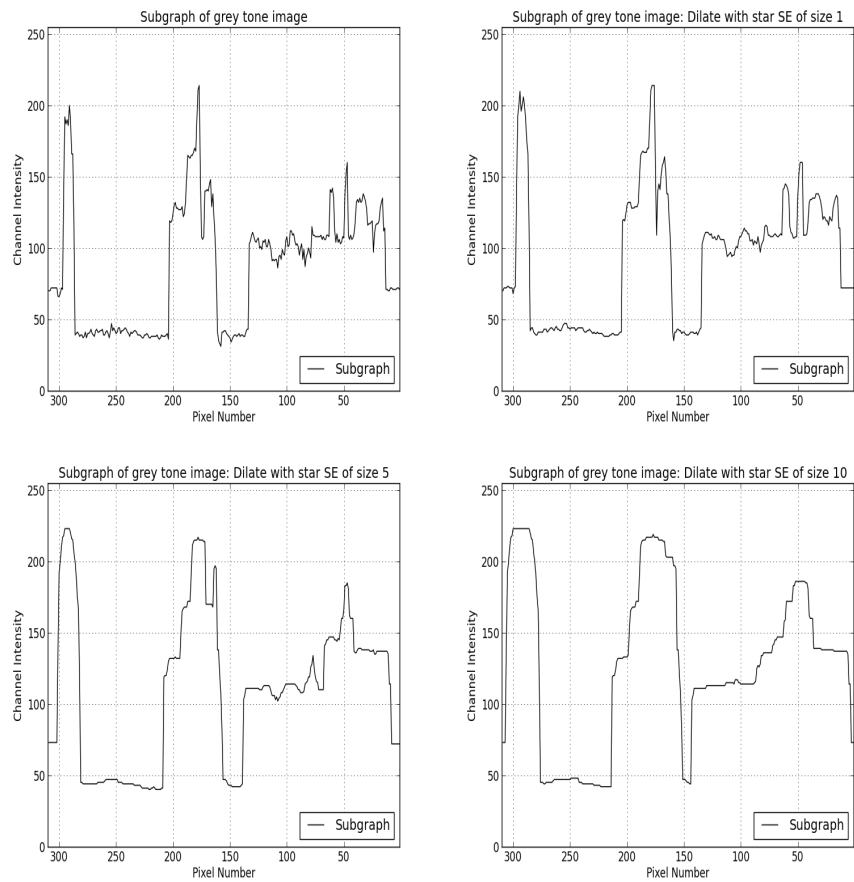 Subgraph of grey tone image
250
200
150
100
50
0
Channel Intensity
300 250 200 150 100 50
Pixel Number
Subgraph
Subgraph of grey tone image: Dilate with star SE of size 1
250
200
150
100
50
0
Channel Intensity
300 250 200 150 100 50
Pixel Number
Subgraph
Subgraph of grey tone image: Dilate with star SE of size 5
250
200
150
100
50
0
Channel Intensity
300 250 200 150 100 50
Pixel Number
Subgraph
Subgraph of grey tone image: Dilate with star SE of size 10
250
200
150
100
50
0
Channel Intensity
300 250 200 150 100 50
Pixel Number
Subgraph